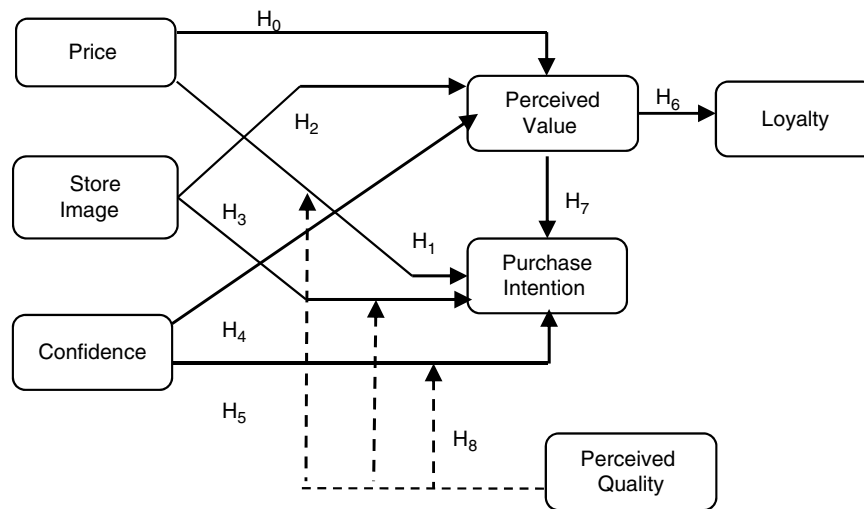 H0
Price
Perceived
Value
H6
Loyalty
H2
Store
Image
H3
H7
H1
Purchase
Intention
H4
Confidence
H5
H8
Perceived
Quality